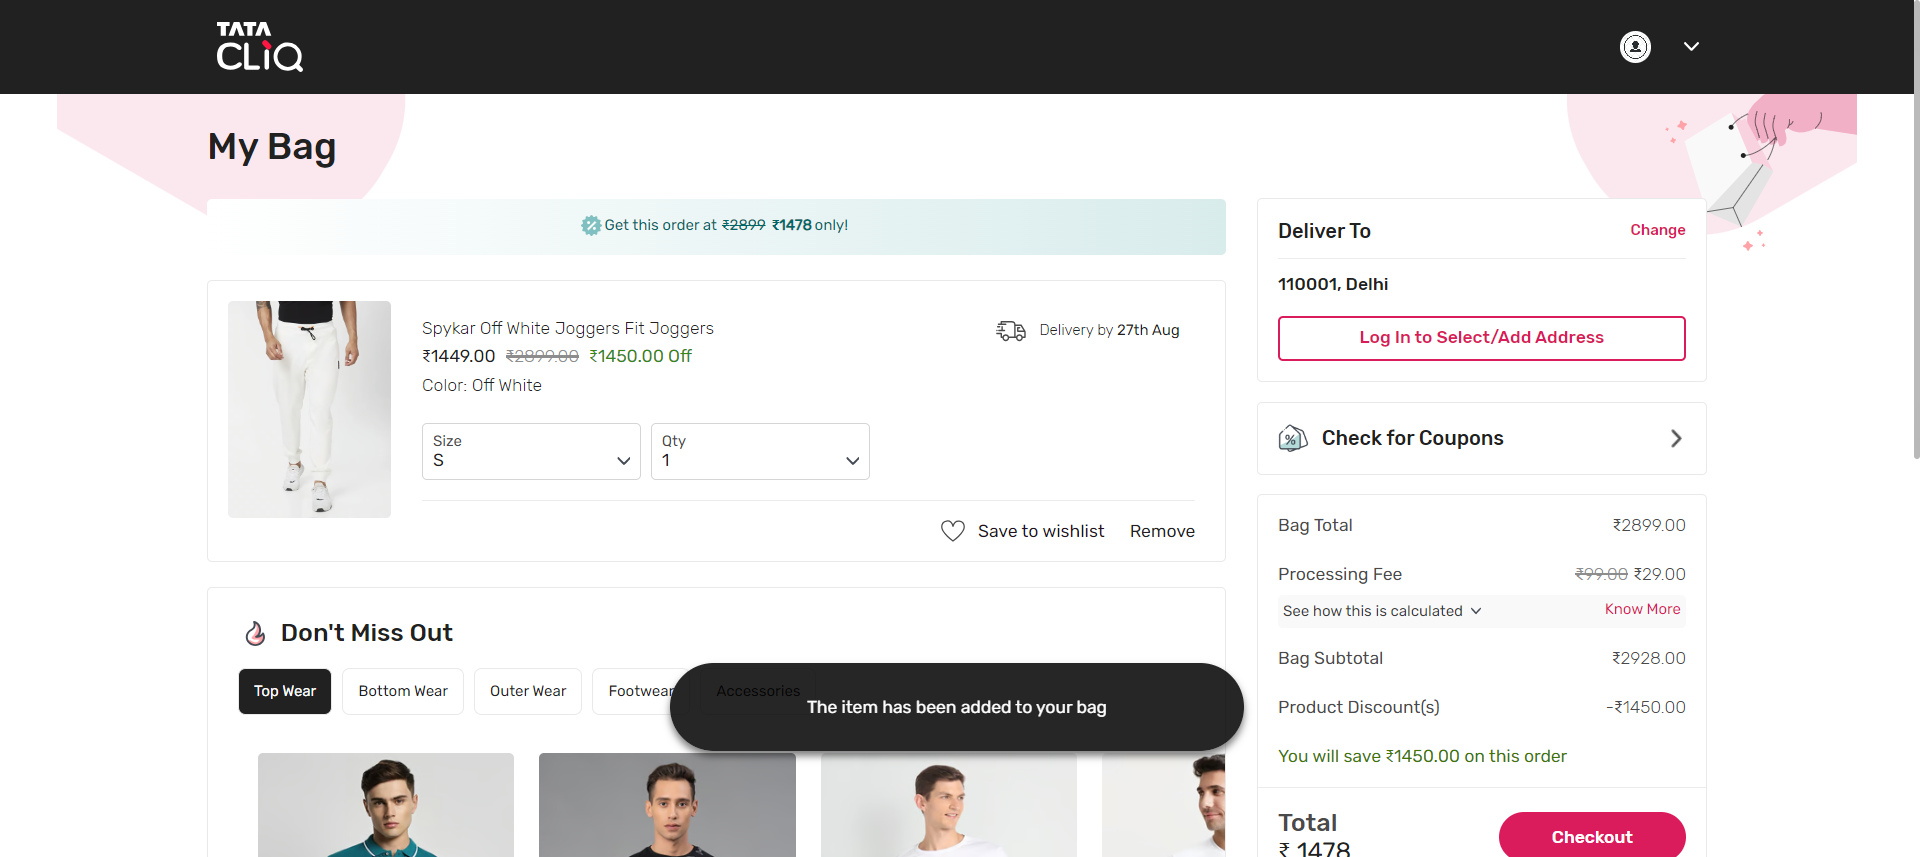 TATA
CLiQ
My Bag
Get this order at ₹2899 ₹1478 only!
Spykar Off White Joggers Fit Joggers
₹1449.00 ₹2899.00 ₹1450.00 Off
Color: Off White
Delivery by 27th Aug
Size
S
Qty
1
Save to wishlist
Remove
Don't Miss Out
Top Wear
Bottom Wear
Outer Wear
Footwear
Accessories
The item has been added to your bag
Deliver To
Change
110001, Delhi
Log In to Select/Add Address
Check for Coupons
Bag Total ₹2899.00
Processing Fee ₹99.00 ₹29.00
See how this is calculated Know More
Bag Subtotal ₹2928.00
Product Discount(s) -₹1450.00
You will save ₹1450.00 on this order
Total
₹ 1478
Checkout